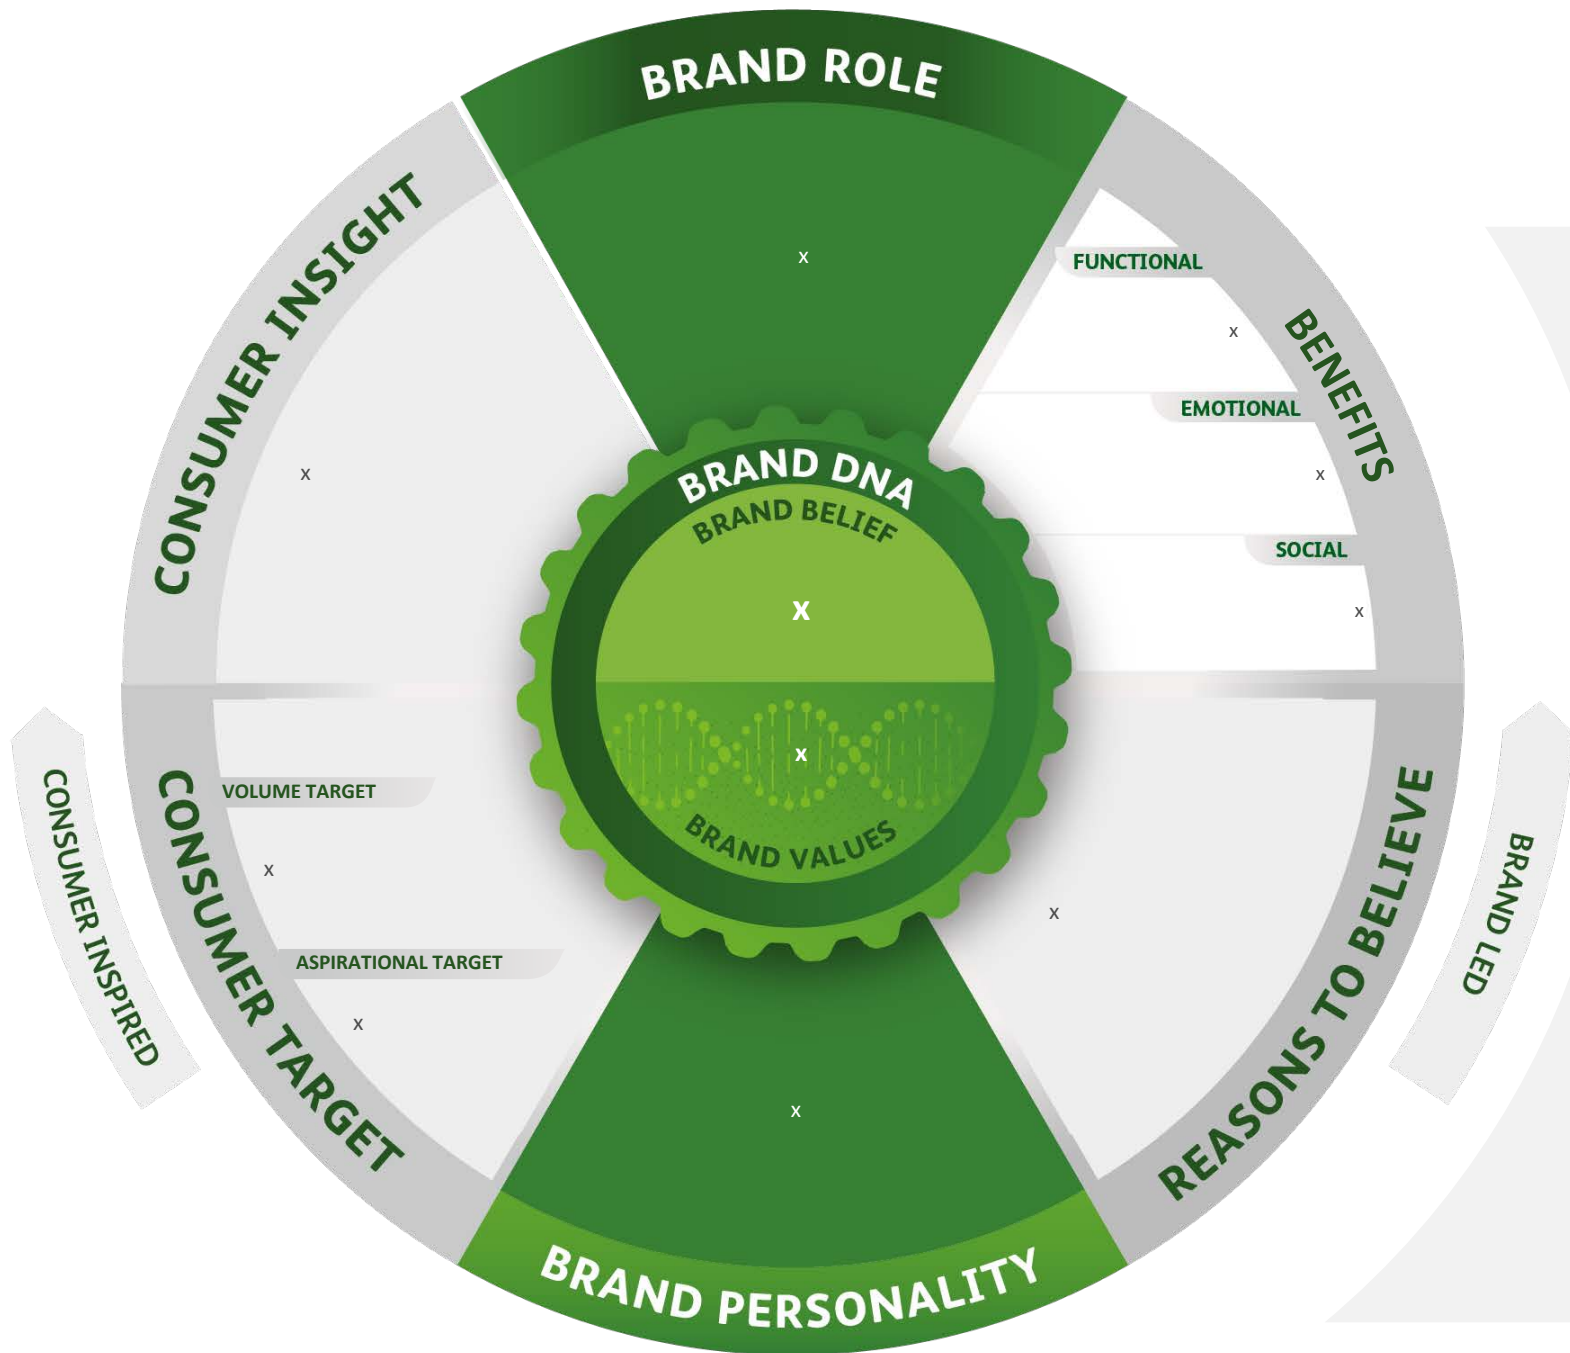 BRAND ROLE
x
CONSUMER INSIGHT
x
BENEFITS
FUNCTIONAL
x
EMOTIONAL
x
SOCIAL
x
BRAND DNA
BRAND BELIEF
x
x
BRAND VALUES
CONSUMER TARGET
VOLUME TARGET
x
ASPIRATIONAL TARGET
x
REASONS TO BELIEVE
x
x
BRAND PERSONALITY
CONSUMER INSPIRED
BRAND LED